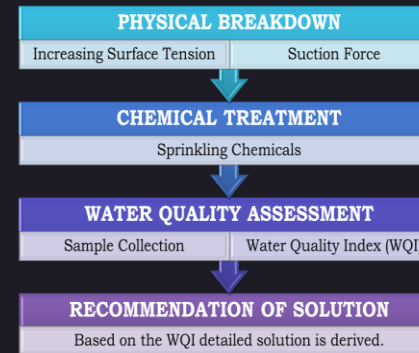 PHYSICAL BREAKDOWN
Increasing Surface Tension Suction Force
CHEMICAL TREATMENT
Sprinkling Chemicals
WATER QUALITY ASSESSMENT
Sample Collection Water Quality Index (WQI)
RECOMMENDATION OF SOLUTION
Based on the WQI detailed solution is derived.